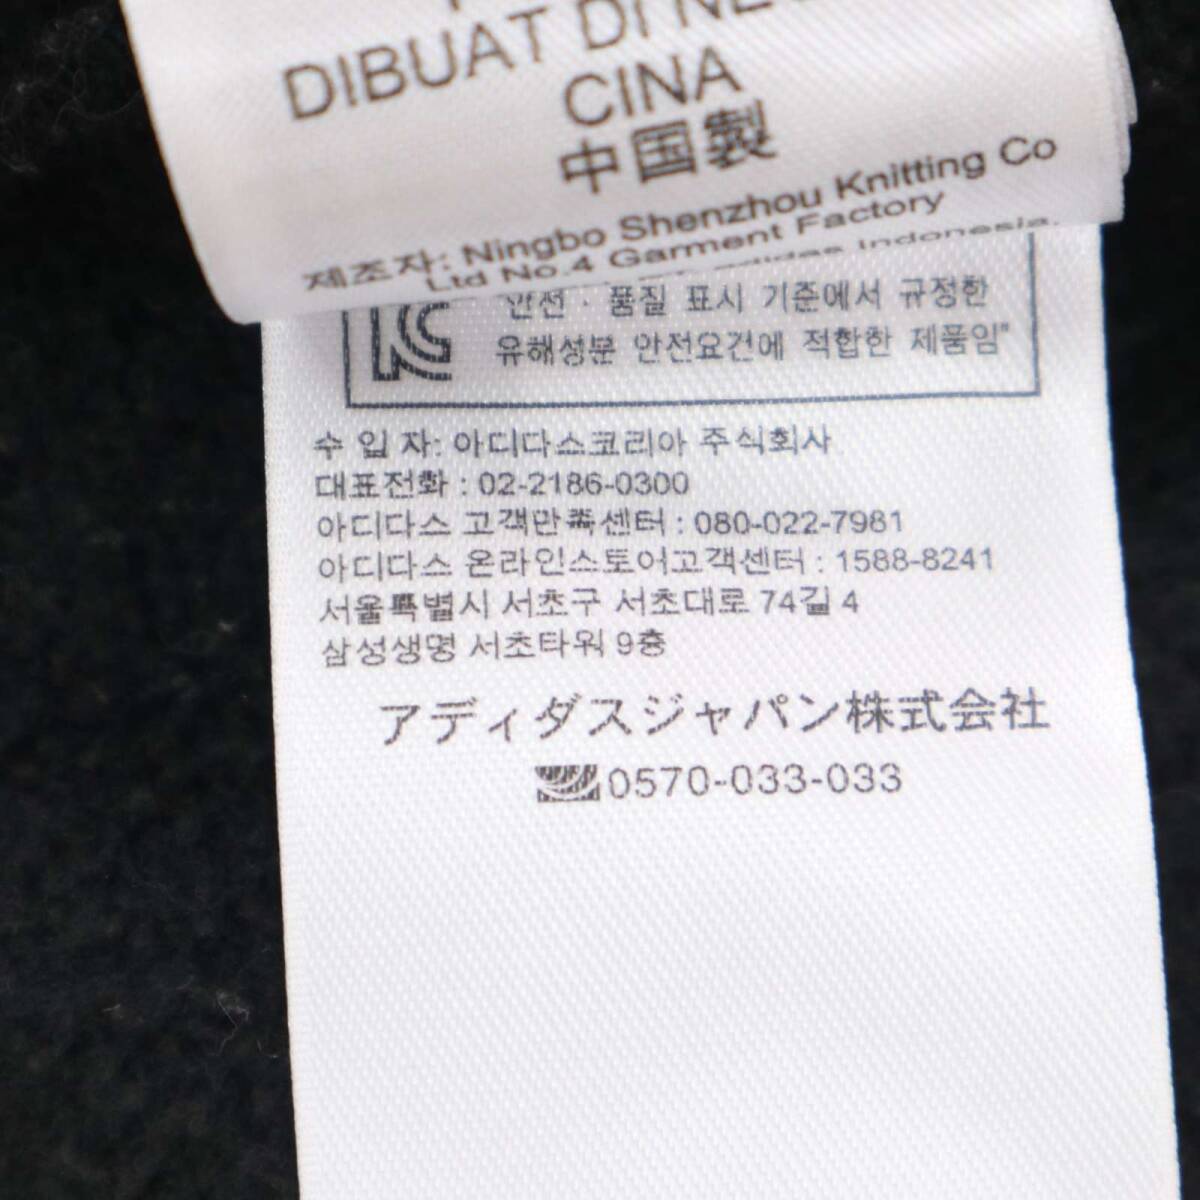 DIBUAT DI
CINA
中国製
제조자: Ningbo Shenzhou Knitting Co
Ltd No.4 Garment Factory
adidas Indonesia.
안전 · 품질 표시 기준에서 규정한
유해성분 안전요건에 적합한 제품임"
수 입 자: 아디다스코리아 주식회사
대표전화 : 02-2186-0300
아디다스 고객만족센터 : 080-022-7981
아디다스 온라인스토어고객센터 : 1588-8241
서울특별시 서초구 서초대로 74길 4
삼성생명 서초타워 9층
アディダスジャパン株式会社
0570-033-033